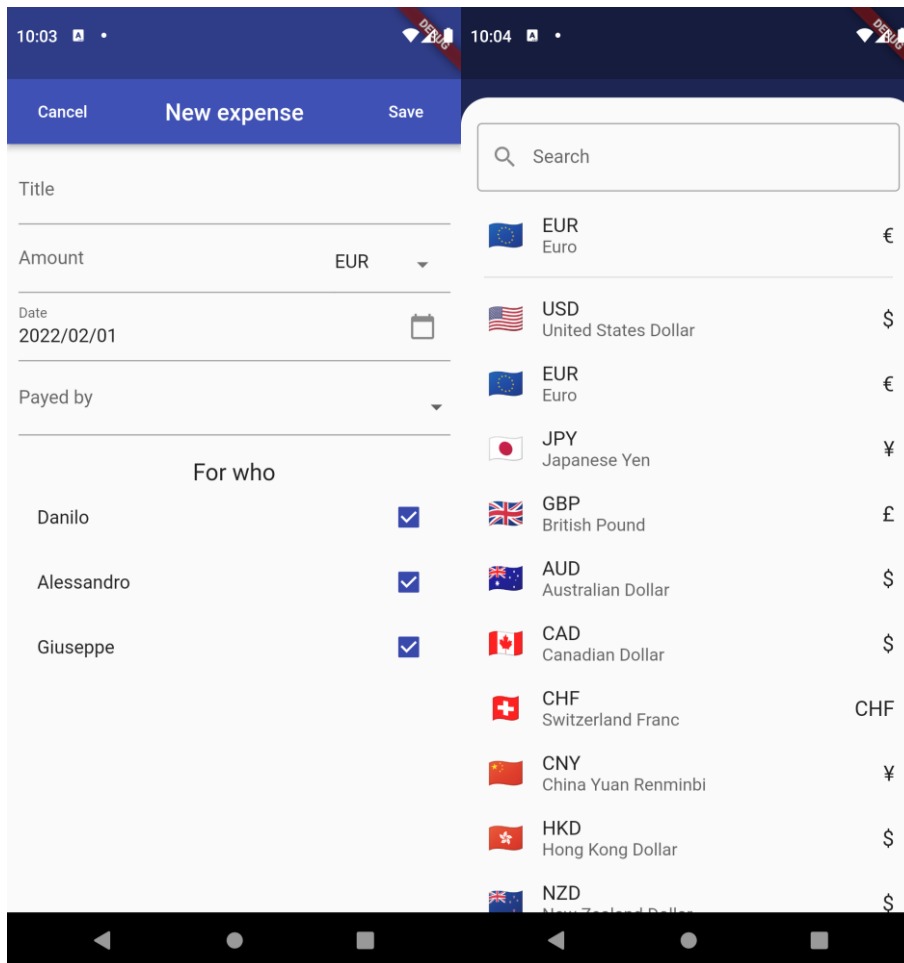 10:03
DEBUG
Cancel
New expense
Save
Title
Amount
EUR
Date
2022/02/01
Payed by
For who
Danilo
Alessandro
Giuseppe
10:04
DEBUG
Search
EUR
Euro
€
USD
United States Dollar
$
EUR
Euro
€
JPY
Japanese Yen
¥
GBP
British Pound
£
AUD
Australian Dollar
$
CAD
Canadian Dollar
$
CHF
Switzerland Franc
CHF
CNY
China Yuan Renminbi
¥
HKD
Hong Kong Dollar
$
NZD
New Zealand Dollar
$